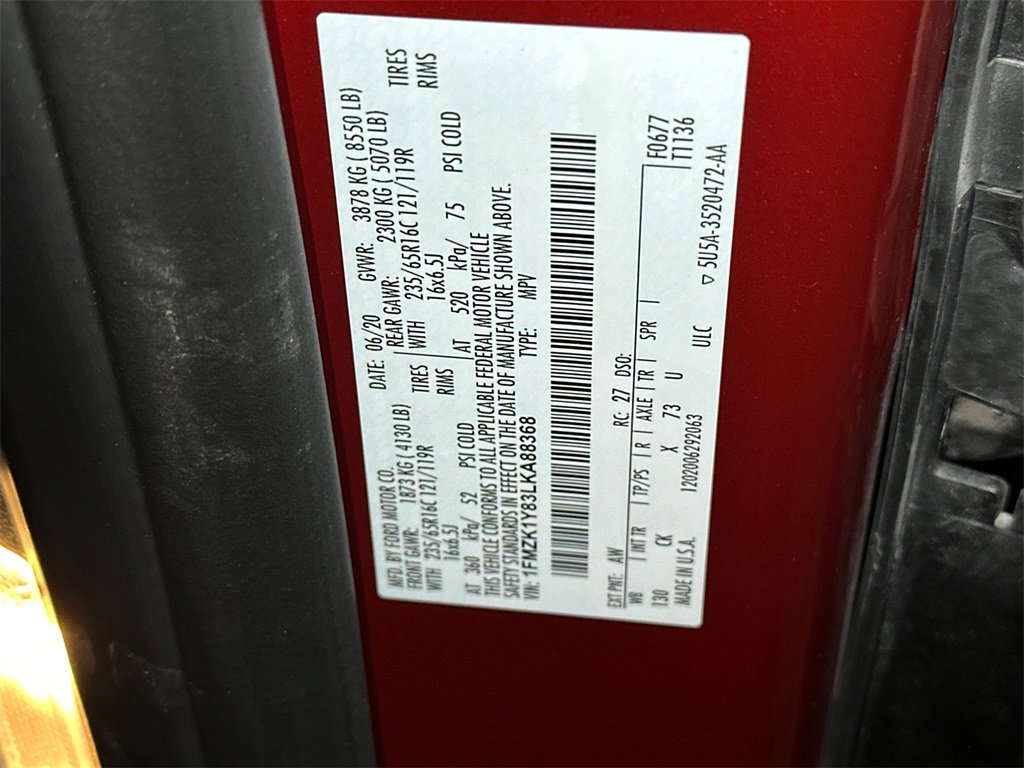 MFD. BY FORD MOTOR CO. DATE: 06/20 GVWR: 3878 KG ( 8550 LB)
FRONT GAWR: 1873 KG ( 4130 LB) REAR GAWR: 2300 KG ( 5070 LB)
WITH 235/65R16C 121/119R TIRES WITH 235/65R16C 121/119R TIRES
16x6.5J RIMS 16x6.5J RIMS
AT 360 kPa/ 52 PSI COLD AT 520 kPa/ 75 PSI COLD
THIS VEHICLE CONFORMS TO ALL APPLICABLE FEDERAL MOTOR VEHICLE
SAFETY STANDARDS IN EFFECT ON THE DATE OF MANUFACTURE SHOWN ABOVE.
VIN: 1FMZK1Y83LKA88368 TYPE: MPV
EXT PNT: AW RC: 27 DSO:
WB INT TR TP/PS R AXLE TR SPR F0677
130 CK X 73 U T1136
MADE IN U.S.A. 1202006292063 ULC 5U5A-3520472-AA